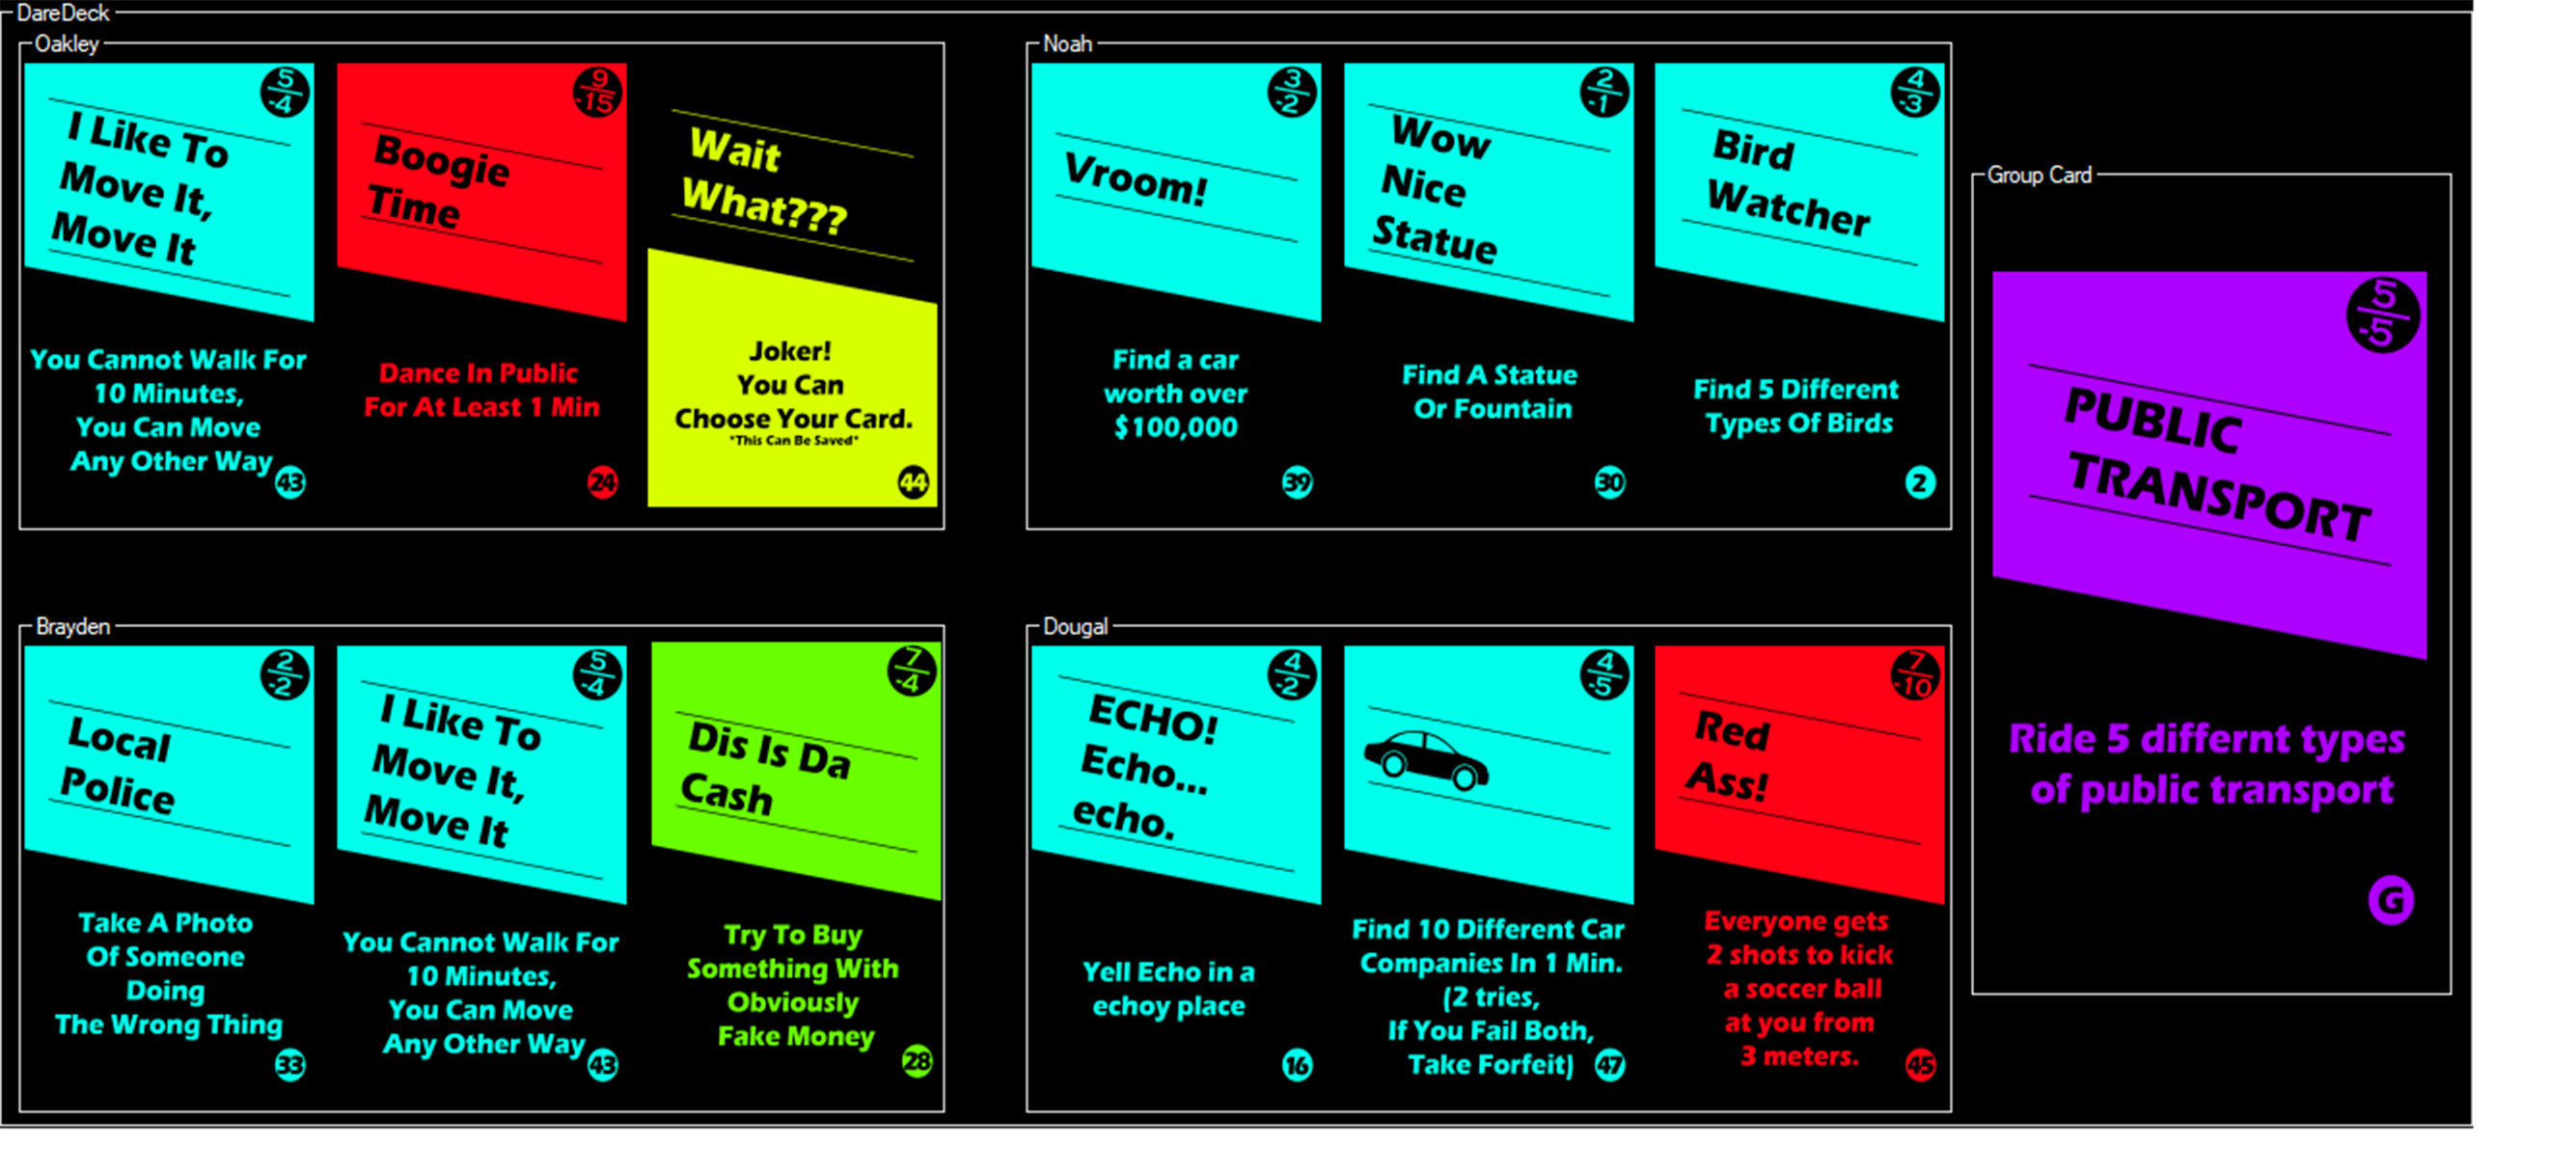 DareDeck
Oakley
5
-4
I Like To
Move It,
Move It
You Cannot Walk For
10 Minutes,
You Can Move
Any Other Way
43
9
-15
Boogie
Time
Dance In Public
For At Least 1 Min
24
Wait
What???
Joker!
You Can
Choose Your Card.
*This Can Be Saved*
44
Noah
3
-2
Vroom!
Find a car
worth over
$100,000
39
2
-1
Wow
Nice
Statue
Find A Statue
Or Fountain
30
4
-3
Bird
Watcher
Find 5 Different
Types Of Birds
2
Brayden
2
-2
Local
Police
Take A Photo
Of Someone
Doing
The Wrong Thing
33
5
-4
I Like To
Move It,
Move It
You Cannot Walk For
10 Minutes,
You Can Move
Any Other Way
43
7
-4
Dis Is Da
Cash
Try To Buy
Something With
Obviously
Fake Money
28
Dougal
4
-2
ECHO!
Echo...
echo.
Yell Echo in a
echoy place
16
4
-5
Find 10 Different Car
Companies In 1 Min.
(2 tries,
If You Fail Both,
Take Forfeit)
47
7
-10
Red
Ass!
Everyone gets
2 shots to kick
a soccer ball
at you from
3 meters.
45
Group Card
5
-5
PUBLIC
TRANSPORT
Ride 5 differnt types
of public transport
G